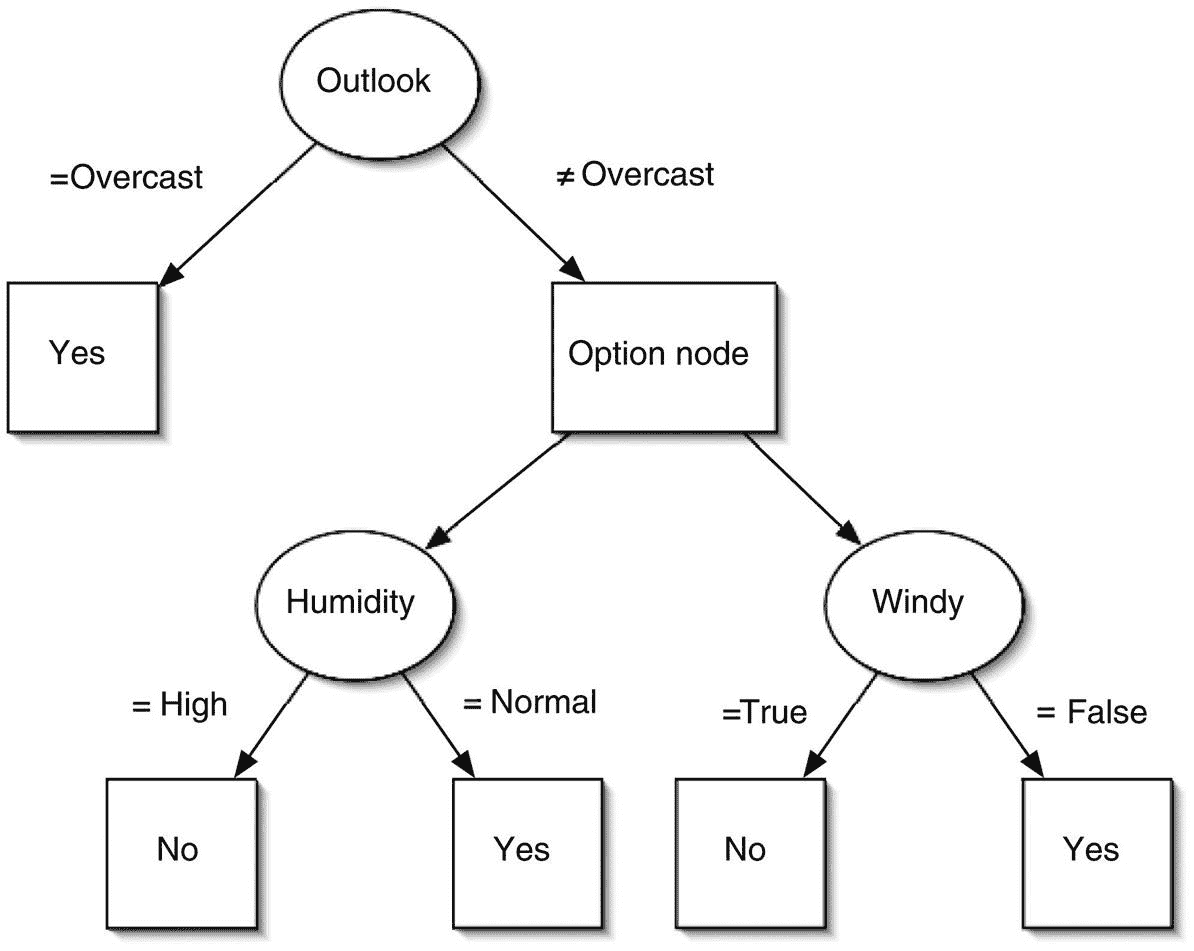 Outlook
=Overcast
≠ Overcast
Yes
Option node
Humidity
Windy
= High
= Normal
=True
= False
No
Yes
No
Yes